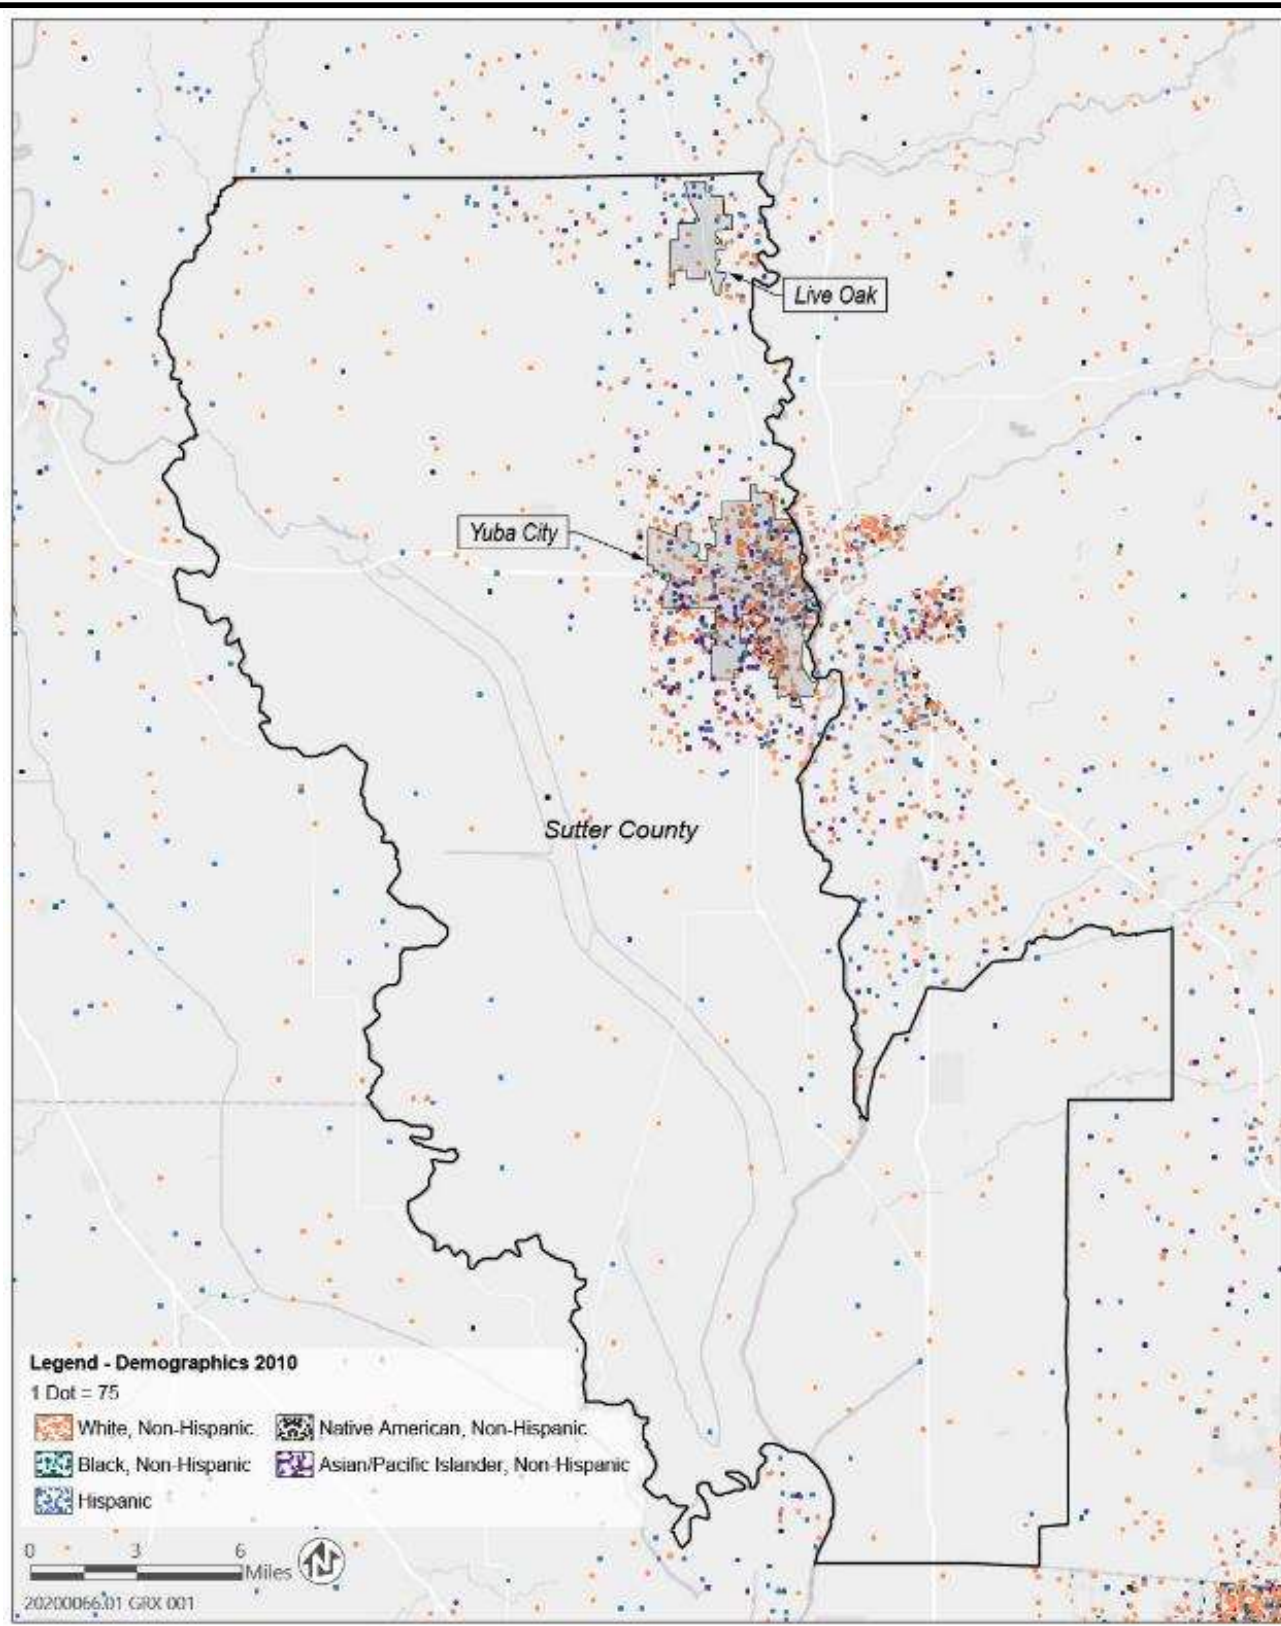 Live Oak
Yuba City
Sutter County
Legend - Demographics 2010
1 Dot = 75
White, Non-Hispanic
Native American, Non-Hispanic
Black, Non-Hispanic
Asian/Pacific Islander, Non-Hispanic
Hispanic
0 3 6
Miles
N
20200066.01 GRX 001